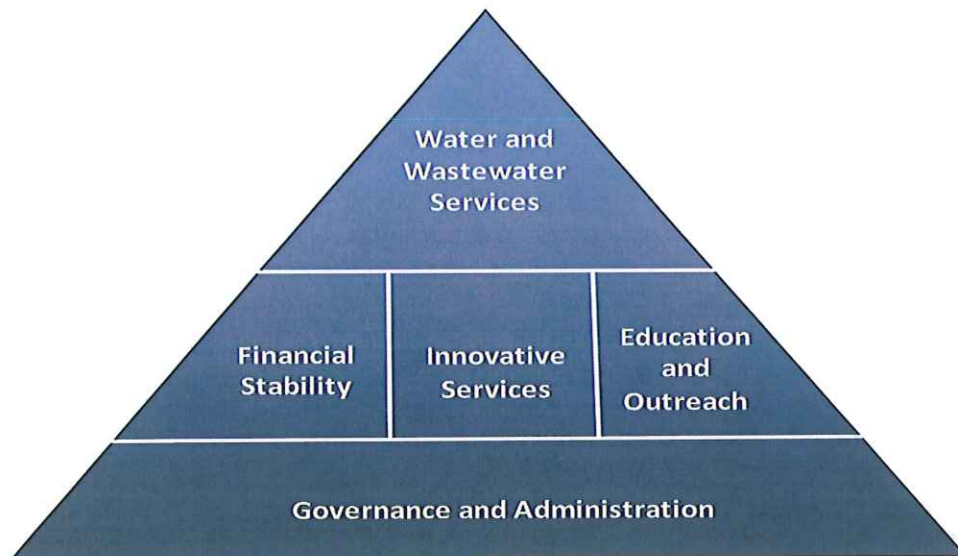 Water and
Wastewater
Services
Financial
Stability
Innovative
Services
Education
and
Outreach
Governance and Administration